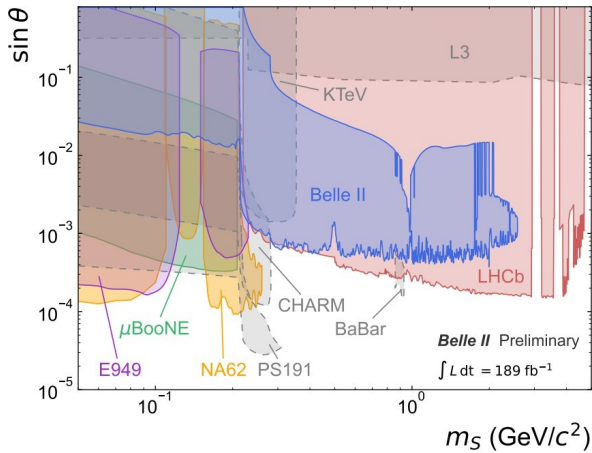 sin θ
10⁻¹
10⁻²
10⁻³
10⁻⁴
10⁻⁵
L3
KTeV
Belle II
LHCb
CHARM
BaBar
μBooNE
E949
NA62
PS191
Belle II Preliminary
∫ L dt = 189 fb⁻¹
10⁻¹
10⁰
m_S (GeV/c²)